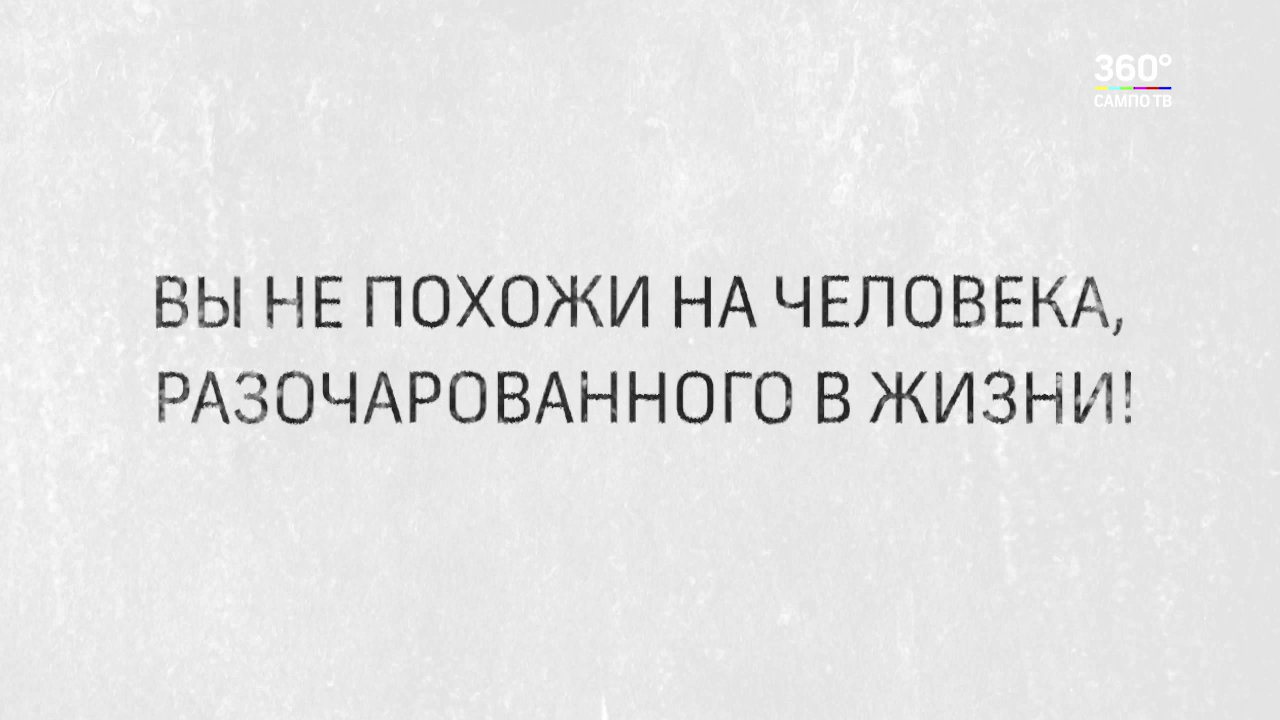 360°
САМПО ТВ
ВЫ НЕ ПОХОЖИ НА ЧЕЛОВЕКА,
РАЗОЧАРОВАННОГО В ЖИЗНИ!